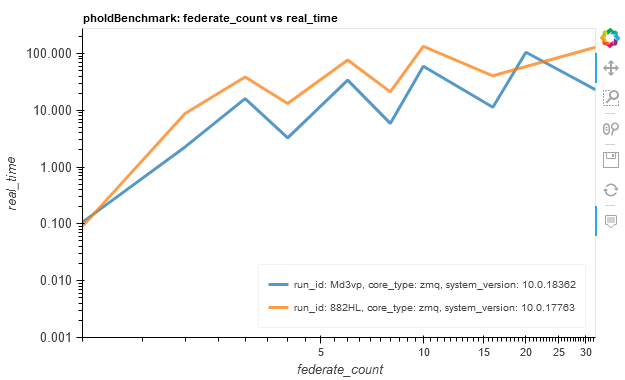 pholdBenchmark: federate_count vs real_time
100.000
10.000
1.000
0.100
0.010
0.001
real_time
run_id: Md3vp, core_type: zmq, system_version: 10.0.18362
run_id: 882HL, core_type: zmq, system_version: 10.0.17763
5
10
15
20
25
30
federate_count